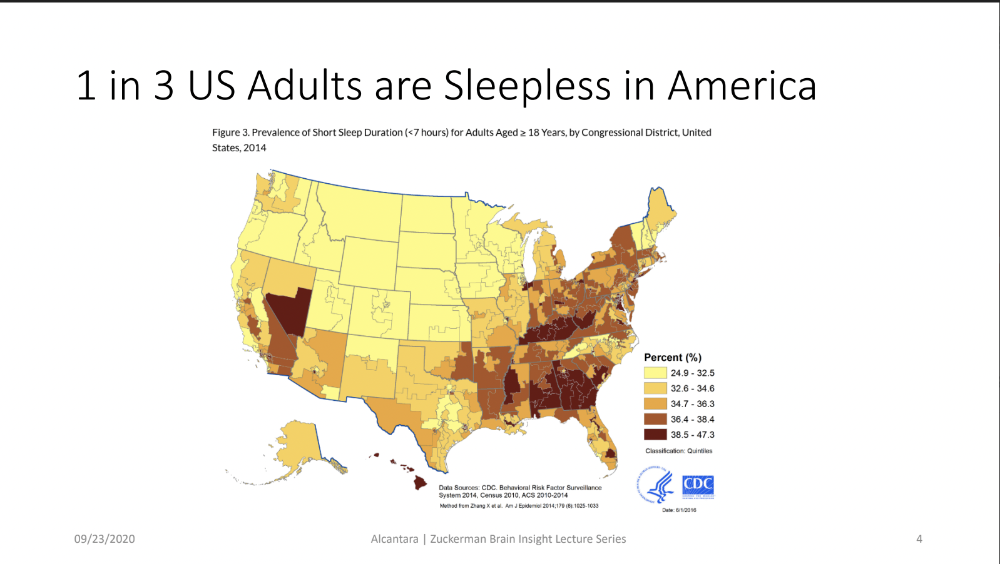 1 in 3 US Adults are Sleepless in America
Figure 3. Prevalence of Short Sleep Duration (<7 hours) for Adults Aged ≥ 18 Years, by Congressional District, United
States, 2014
Percent (%)
24.9 - 32.5
32.6 - 34.6
34.7 - 36.3
36.4 - 38.4
38.5 - 47.3
Classification: Quintiles
CDC
Data Sources: CDC. Behavioral Risk Factor Surveillance
System 2014, Census 2010, ACS 2010-2014
Method from Zhang X et al. Am J Epidemiol 2014;179 (8):1025-1033
Date: 6/1/2016
09/23/2020
Alcantara | Zuckerman Brain Insight Lecture Series
4